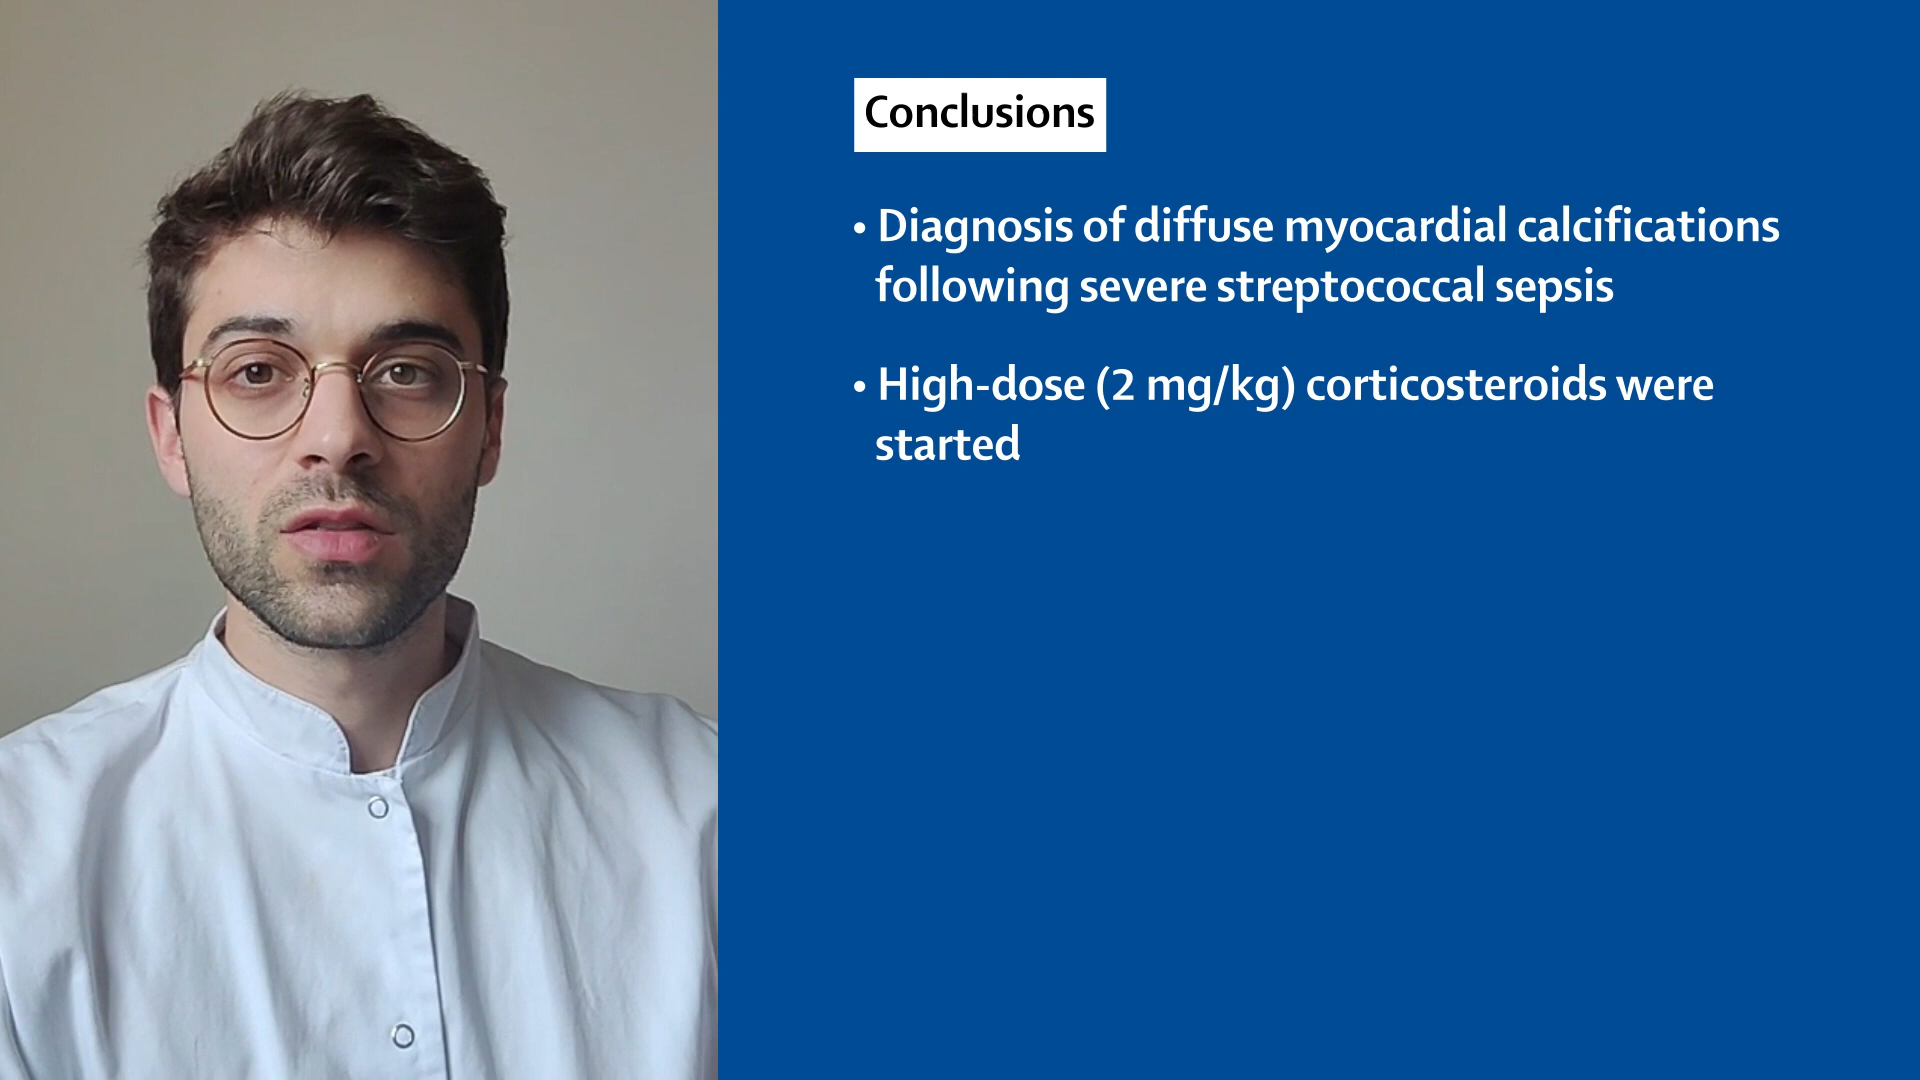 Conclusions
• Diagnosis of diffuse myocardial calcifications
following severe streptococcal sepsis
• High-dose (2 mg/kg) corticosteroids were
started